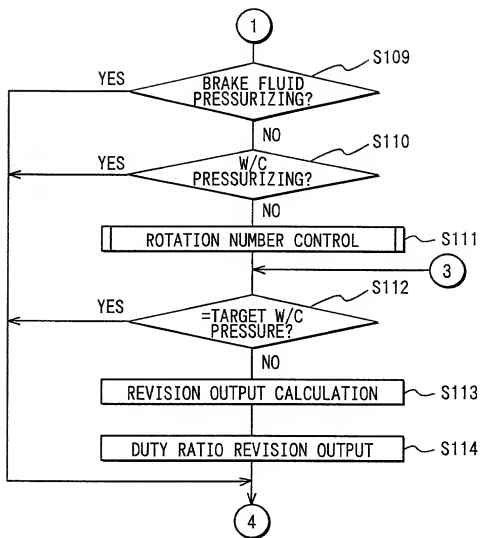 1
S109
YES
BRAKE FLUID
PRESSURIZING?
NO
S110
YES
W/C
PRESSURIZING?
NO
ROTATION NUMBER CONTROL
S111
3
S112
YES
=TARGET W/C
PRESSURE?
NO
REVISION OUTPUT CALCULATION
S113
DUTY RATIO REVISION OUTPUT
S114
4